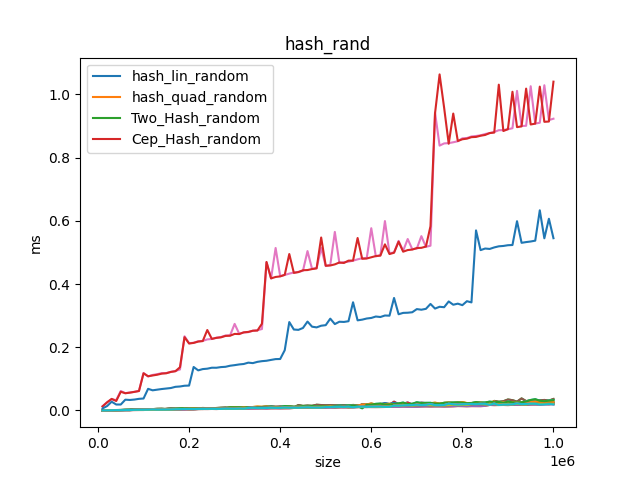 hash_rand
hash_lin_random
hash_quad_random
Two_Hash_random
Cep_Hash_random
ms
1.0
0.8
0.6
0.4
0.2
0.0
0.0
0.2
0.4
0.6
0.8
1.0
1e6
size